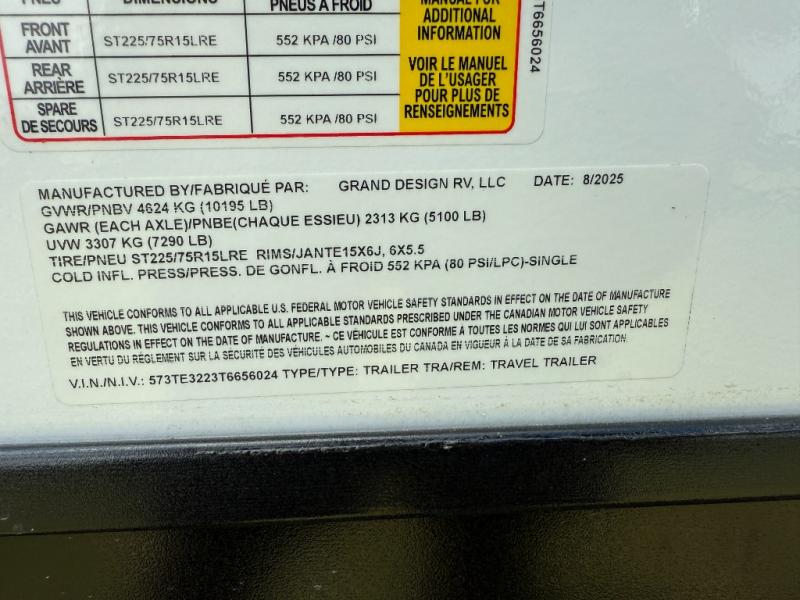 PNEU DIMENSIONS PNEUS À FROID
MANUAL FOR
ADDITIONAL
INFORMATION
FRONT
AVANT
ST225/75R15LRE 552 KPA /80 PSI
REAR
ARRIÈRE
ST225/75R15LRE 552 KPA /80 PSI
SPARE
DE SECOURS
ST225/75R15LRE 552 KPA /80 PSI
VOIR LE MANUEL
DE L'USAGER
POUR PLUS DE
RENSEIGNEMENTS
T6656024
MANUFACTURED BY/FABRIQUÉ PAR: GRAND DESIGN RV, LLC DATE: 8/2025
GVWR/PNBV 4624 KG (10195 LB)
GAWR (EACH AXLE)/PNBE(CHAQUE ESSIEU) 2313 KG (5100 LB)
UVW 3307 KG (7290 LB)
TIRE/PNEU ST225/75R15LRE RIMS/JANTE15X6J, 6X5.5
COLD INFL. PRESS/PRESS. DE GONFL. À FROID 552 KPA (80 PSI/LPC)-SINGLE
THIS VEHICLE CONFORMS TO ALL APPLICABLE U.S. FEDERAL MOTOR VEHICLE SAFETY STANDARDS IN EFFECT ON THE DATE OF MANUFACTURE
SHOWN ABOVE. THIS VEHICLE CONFORMS TO ALL APPLICABLE STANDARDS PRESCRIBED UNDER THE CANADIAN MOTOR VEHICLE SAFETY
REGULATIONS IN EFFECT ON THE DATE OF MANUFACTURE. ~ CE VÉHICULE EST CONFORME A TOUTES LES NORMES QUI LUI SONT APPLICABLES
EN VERTU DU RÈGLEMENT SUR LA SÉCURITÉ DES VÉHICULES AUTOMOBILES DU CANADA EN VIGUEUR À LA DATE DE SA FABRICATION.
V.I.N./N.I.V.: 573TE3223T6656024 TYPE/TYPE: TRAILER TRA/REM: TRAVEL TRAILER